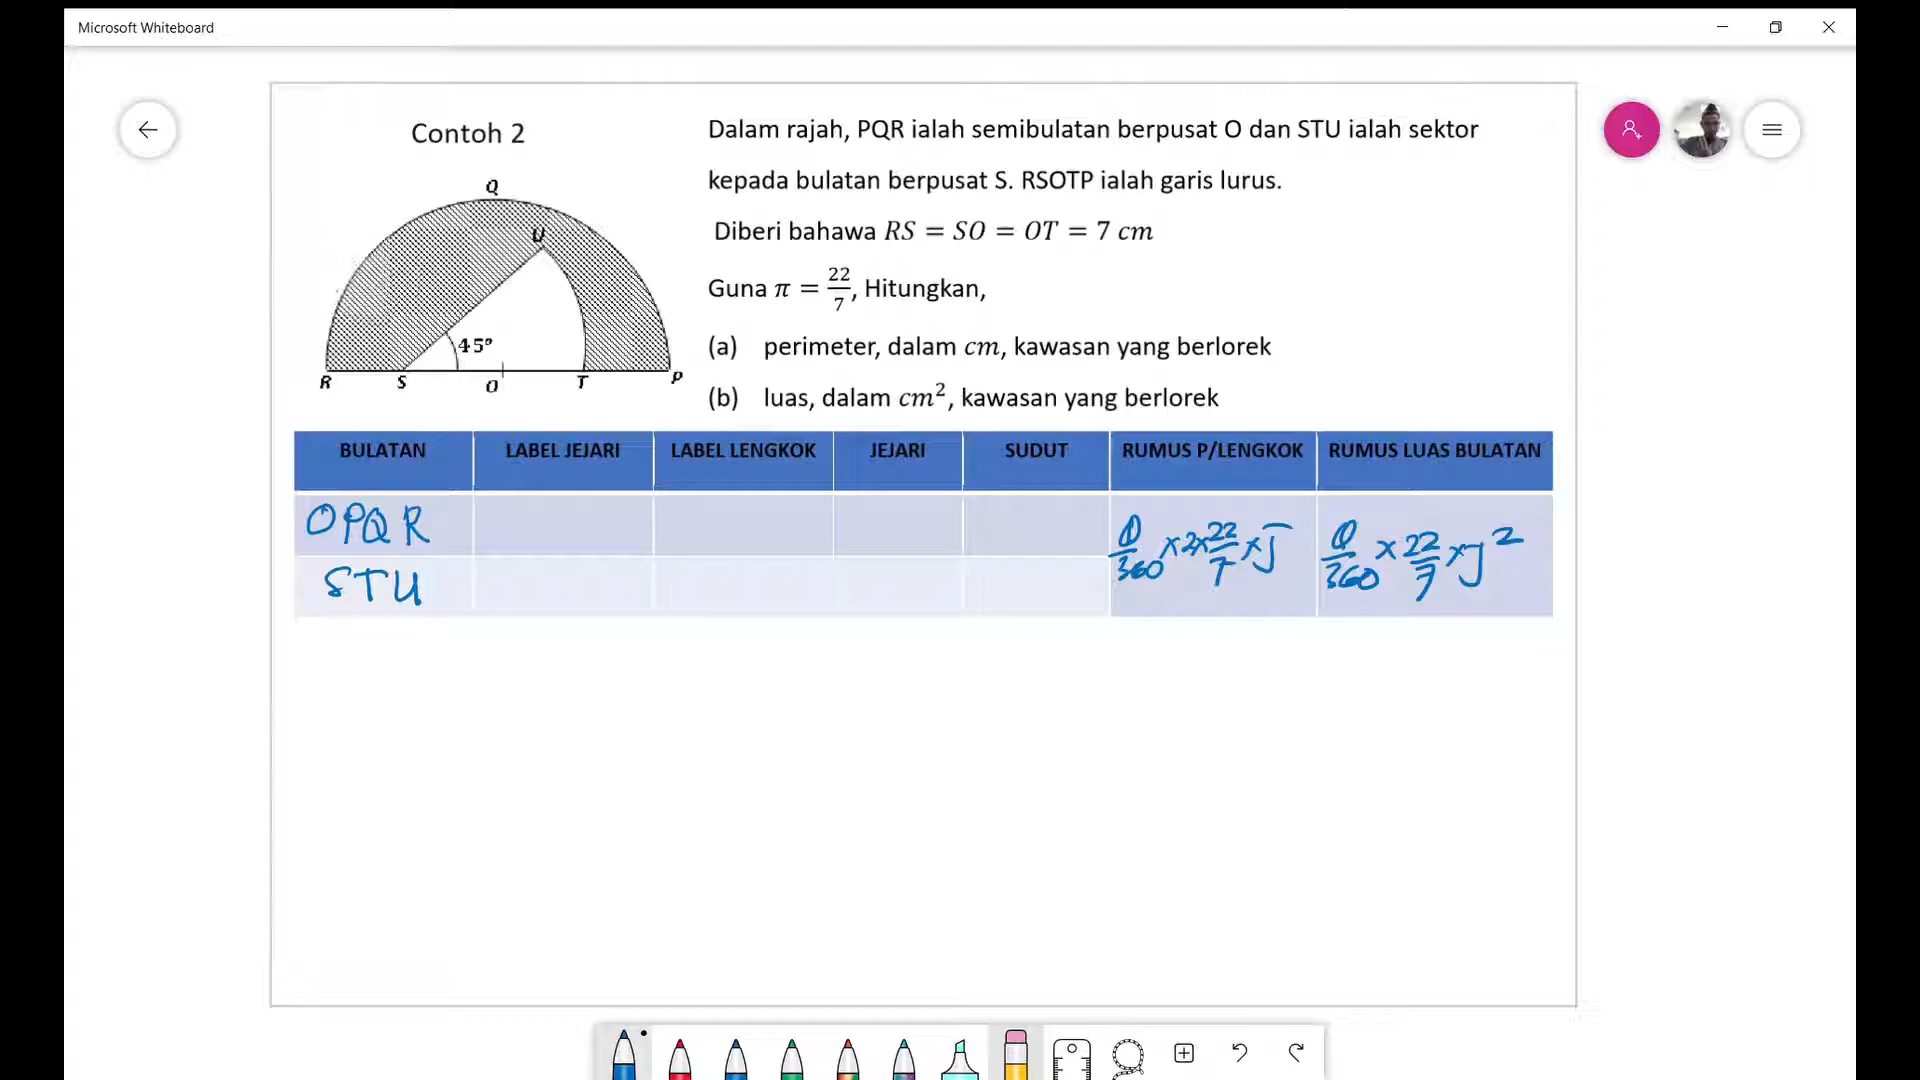 Microsoft Whiteboard
Contoh 2
Dalam rajah, PQR ialah semibulatan berpusat O dan STU ialah sektor
kepada bulatan berpusat S. RSOTP ialah garis lurus.
Diberi bahawa RS = SO = OT = 7 cm
Guna π = 22/7, Hitungkan,
(a) perimeter, dalam cm, kawasan yang berlorek
(b) luas, dalam cm², kawasan yang berlorek
Q
U
45°
R S O T P
BULATAN LABEL JEJARI LABEL LENGKOK JEJARI SUDUT RUMUS P/LENGKOK RUMUS LUAS BULATAN
OPQR θ/360 × 2 × 22/7 × j θ/360 × 22/7 × j²
STU